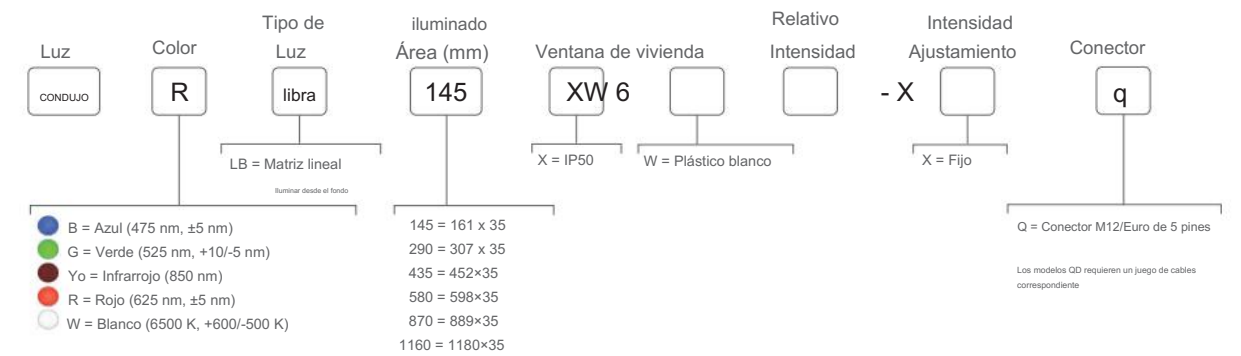 Luz
Color
Tipo de
Luz
iluminado
Área (mm)
Ventana de vivienda
Relativo
Intensidad
Intensidad
Ajustamiento
Conector
CONDUJO
R
libra
145
XW 6
- X
q
LB = Matriz lineal
Iluminar desde el fondo
X = IP50
W = Plástico blanco
X = Fijo
B = Azul (475 nm, ±5 nm)
G = Verde (525 nm, +10/-5 nm)
Yo = Infrarrojo (850 nm)
R = Rojo (625 nm, ±5 nm)
W = Blanco (6500 K, +600/-500 K)
145 = 161 x 35
290 = 307 x 35
435 = 452×35
580 = 598×35
870 = 889×35
1160 = 1180×35
Q = Conector M12/Euro de 5 pines
Los modelos QD requieren un juego de cables
correspondiente